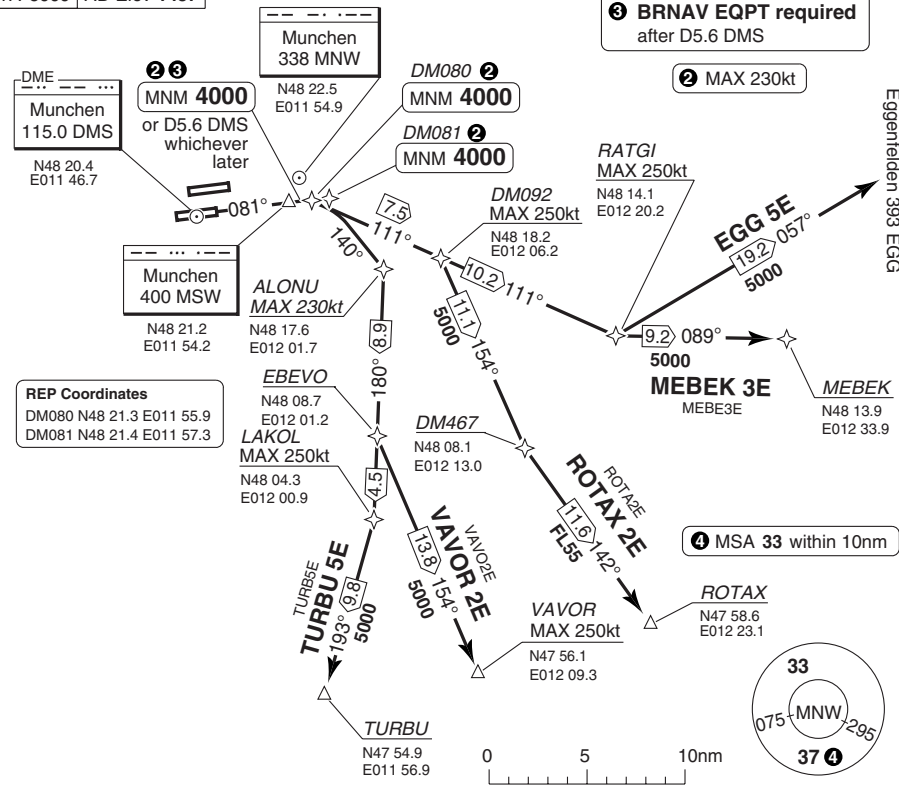 ❸ BRNAV EQPT required
after D5.6 DMS
❷ MAX 230kt
Munchen
338 MNW
N48 22.5
E011 54.9
DME
Munchen
115.0 DMS
N48 20.4
E011 46.7
❷ ❸
MNM 4000
or D5.6 DMS
whichever
later
DM080 ❷
MNM 4000
DM081 ❷
MNM 4000
081°
Munchen
400 MSW
N48 21.2
E011 54.2
RATGI
MAX 250kt
N48 14.1
E012 20.2
DM092
MAX 250kt
N48 18.2
E012 06.2
Eggenfelden 393 EGG
EGG 5E
19.2 057°
5000
7.5
111°
10.2
111°
140°
ALONU
MAX 230kt
N48 17.6
E012 01.7
8.9
180°
11.1
5000
154°
9.2 089°
5000
MEBEK 3E
MEBE3E
MEBEK
N48 13.9
E012 33.9
REP Coordinates
DM080 N48 21.3 E011 55.9
DM081 N48 21.4 E011 57.3
EBEVO
N48 08.7
E012 01.2
LAKOL
MAX 250kt
N48 04.3
E012 00.9
4.5
DM467
N48 08.1
E012 13.0
ROTA2E
ROTAX 2E
11.6
142°
FL55
VAVO2E
VAVOR 2E
13.8
154°
5000
TURB5E
TURBU 5E
193°
9.8
5000
❹ MSA 33 within 10nm
ROTAX
N47 58.6
E012 23.1
VAVOR
MAX 250kt
N47 56.1
E012 09.3
TURBU
N47 54.9
E011 56.9
0 5 10nm
33
075 MNW 295
37 ❹